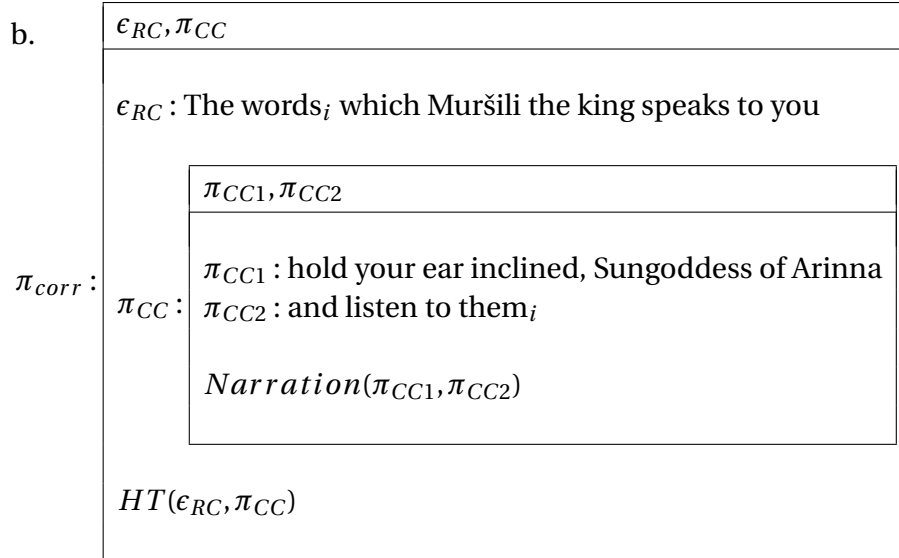 b.
ϵ_RC, π_CC
ϵ_RC : The words_i which Muršili the king speaks to you
π_CC1, π_CC2
π_CC1 : hold your ear inclined, Sungoddess of Arinna
π_corr :
π_CC :
π_CC2 : and listen to them_i
Narration(π_CC1, π_CC2)
HT(ϵ_RC, π_CC)